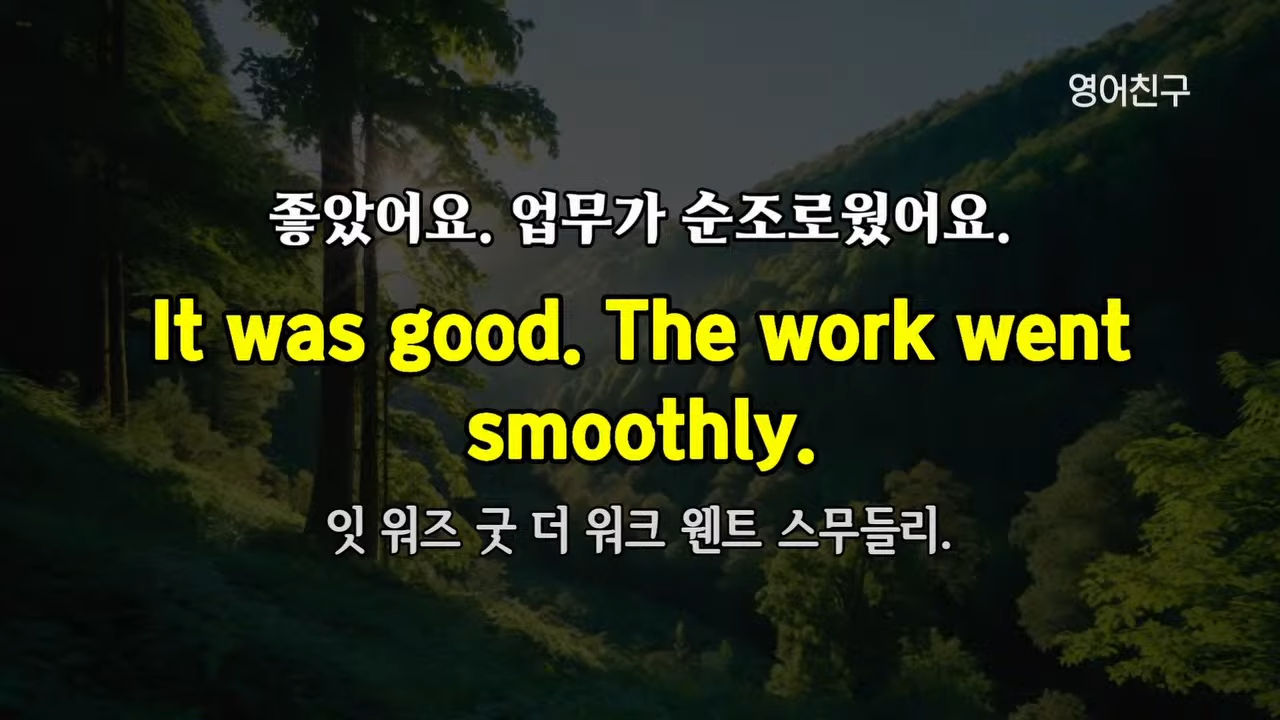 영어친구
좋았어요. 업무가 순조로웠어요.
It was good. The work went
smoothly.
잇 워즈 굿 더 워크 웬트 스무들리.